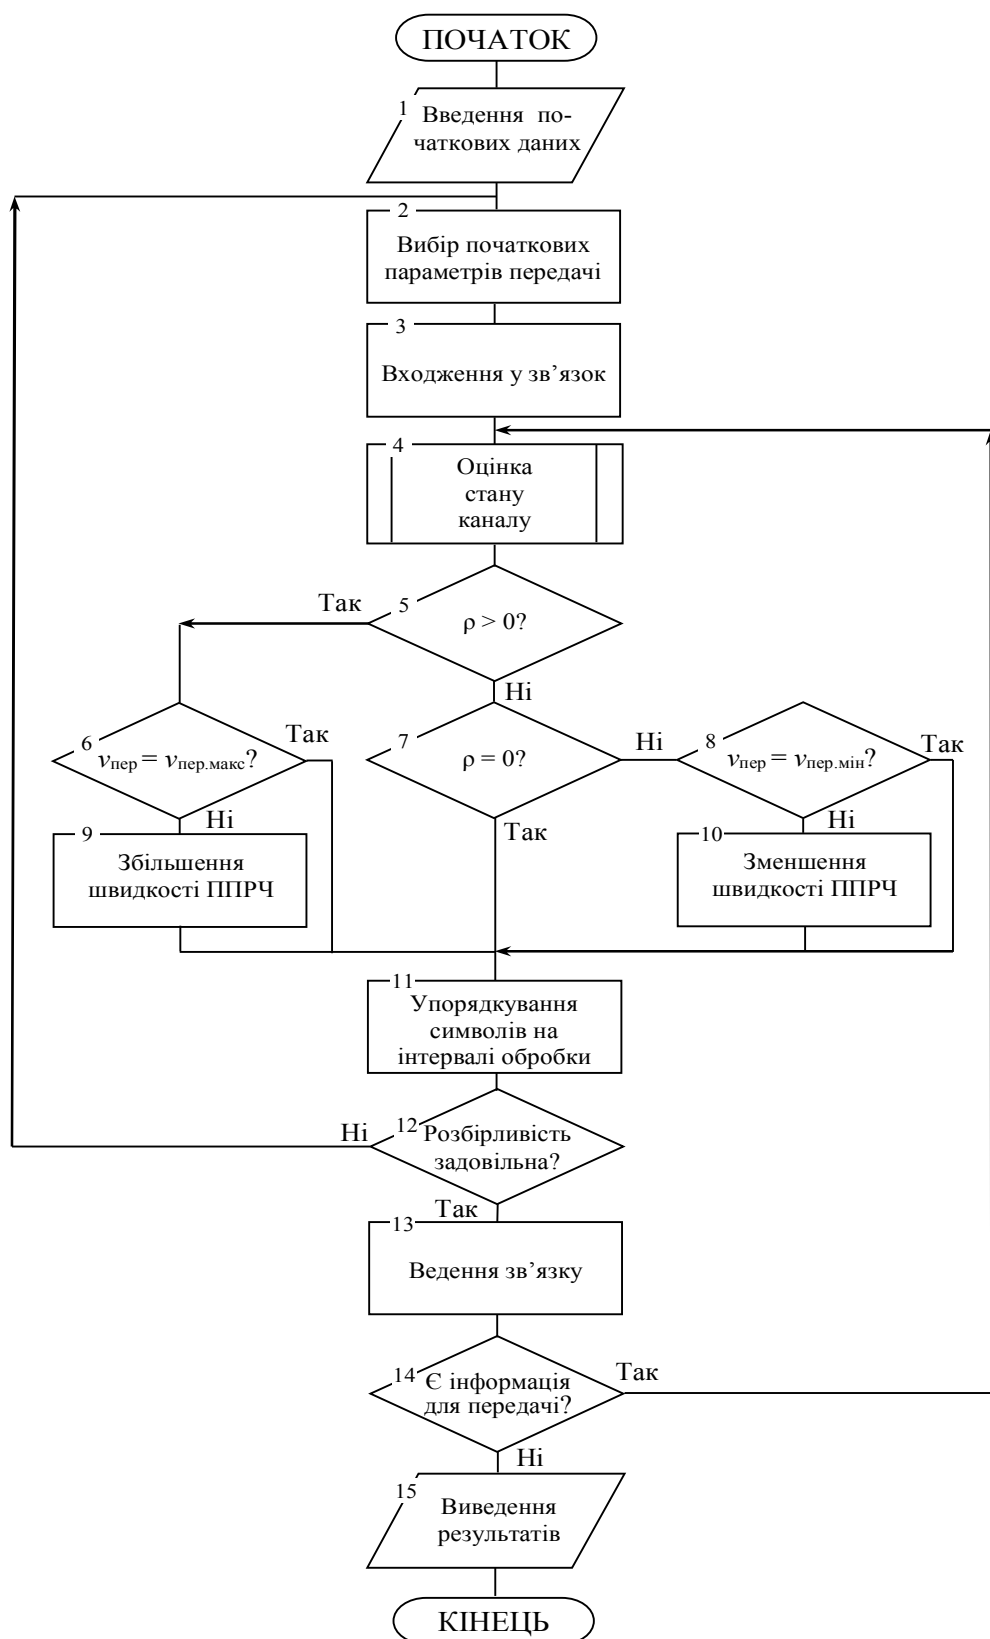 ПОЧАТОК
1
Введення по-
чаткових даних
2
Вибір початкових
параметрів передачі
3
Входження у зв’язок
4
Оцінка
стану
каналу
Так
5
ρ > 0?
Ні
6
vпер = vпер.макс?
Так
7
ρ = 0?
Ні
8
vпер = vпер.мін?
Так
Ні
Так
Ні
9
Збільшення
швидкості ППРЧ
10
Зменшення
швидкості ППРЧ
11
Упорядкування
символів на
інтервалі обробки
Ні
12
Розбірливість
задовільна?
Так
13
Ведення зв’язку
14
Є інформація
для передачі?
Так
Ні
15
Виведення
результатів
КІНЕЦЬ